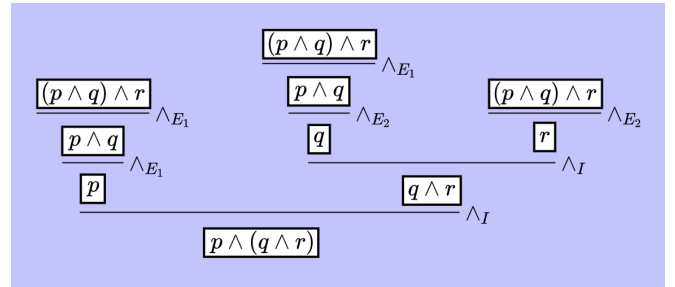 (p ∧ q) ∧ r
∧E1
(p ∧ q) ∧ r p ∧ q (p ∧ q) ∧ r
∧E1 ∧E2 ∧E2
p ∧ q q r
∧E1 ∧I
p q ∧ r
∧I
p ∧ (q ∧ r)